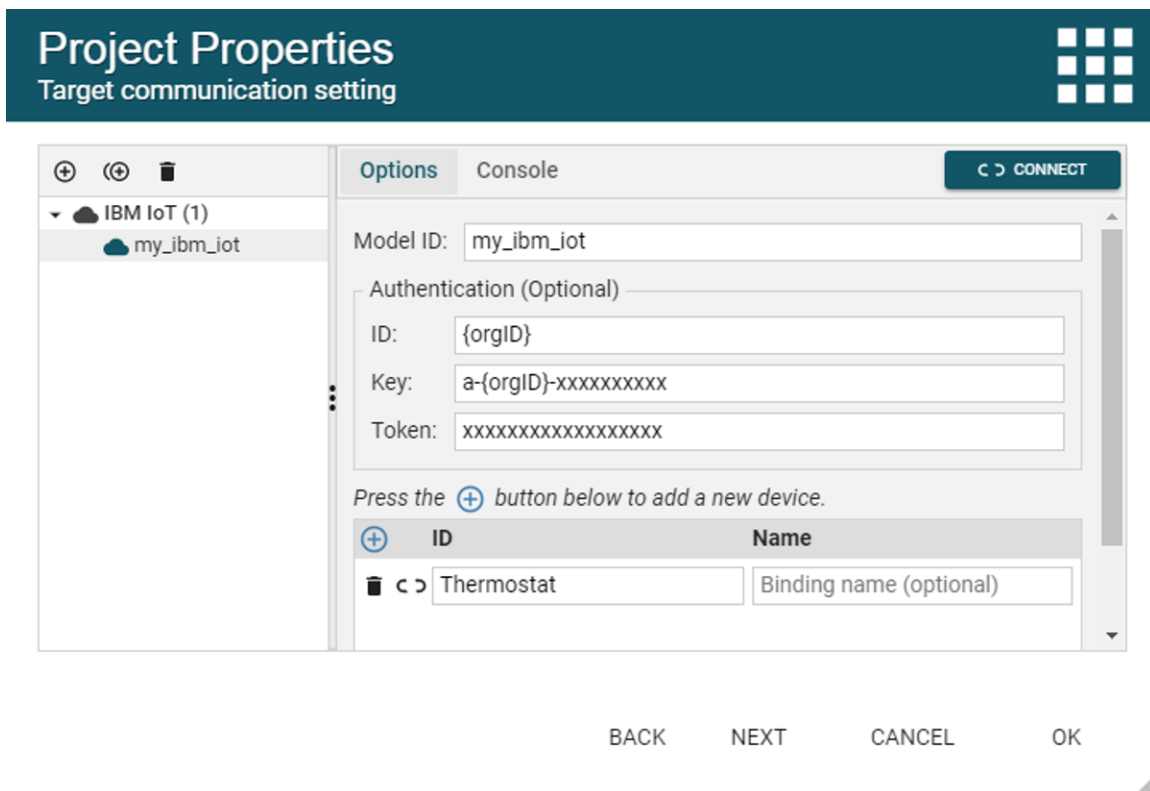 Project Properties
Target communication setting
Options
Console
CONNECT
IBM IoT (1)
my_ibm_iot
Model ID:
my_ibm_iot
Authentication (Optional)
ID:
{orgID}
Key:
a-{orgID}-xxxxxxxxxx
Token:
xxxxxxxxxxxxxxxxxx
Press the button below to add a new device.
ID
Name
Thermostat
Binding name (optional)
BACK
NEXT
CANCEL
OK